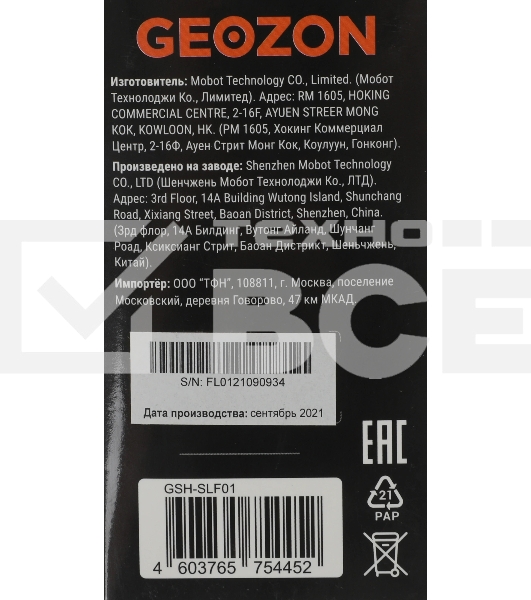 GEOZON
Изготовитель: Mobot Technology CO., Limited. (Мобот
Технолоджи Ко., Лимитед). Адрес: RM 1605, HOKING
COMMERCIAL CENTRE, 2-16F, AYUEN STREER MONG
KOK, KOWLOON, HK. (РМ 1605, Хокинг Коммерциал
Центр, 2-16Ф, Ауен Стрит Монг Кок, Коулуун, Гонконг).
Произведено на заводе: Shenzhen Mobot Technology
CO., LTD (Шенчжень Мобот Технолоджи Ко., ЛТД).
Адрес: 3rd Floor, 14A Building Wutong Island, Shunchang
Road, Xixiang Street, Baoan District, Shenzhen, China.
(3рд флор, 14А Билдинг, Вутонг Айланд, Шунчанг
Роад, Ксиксианг Стрит, Баоан Дистрикт, Шеньчжень,
Китай).
Импортёр: ООО "ТФН", 108811, г. Москва, поселение
Московский, деревня Говорово, 47 км МКАД.
ТЕХНО
ВСЕ
S/N: FL0121090934
Дата производства: сентябрь 2021
EAC
GSH-SLF01
21
PAP
4 603765 754452